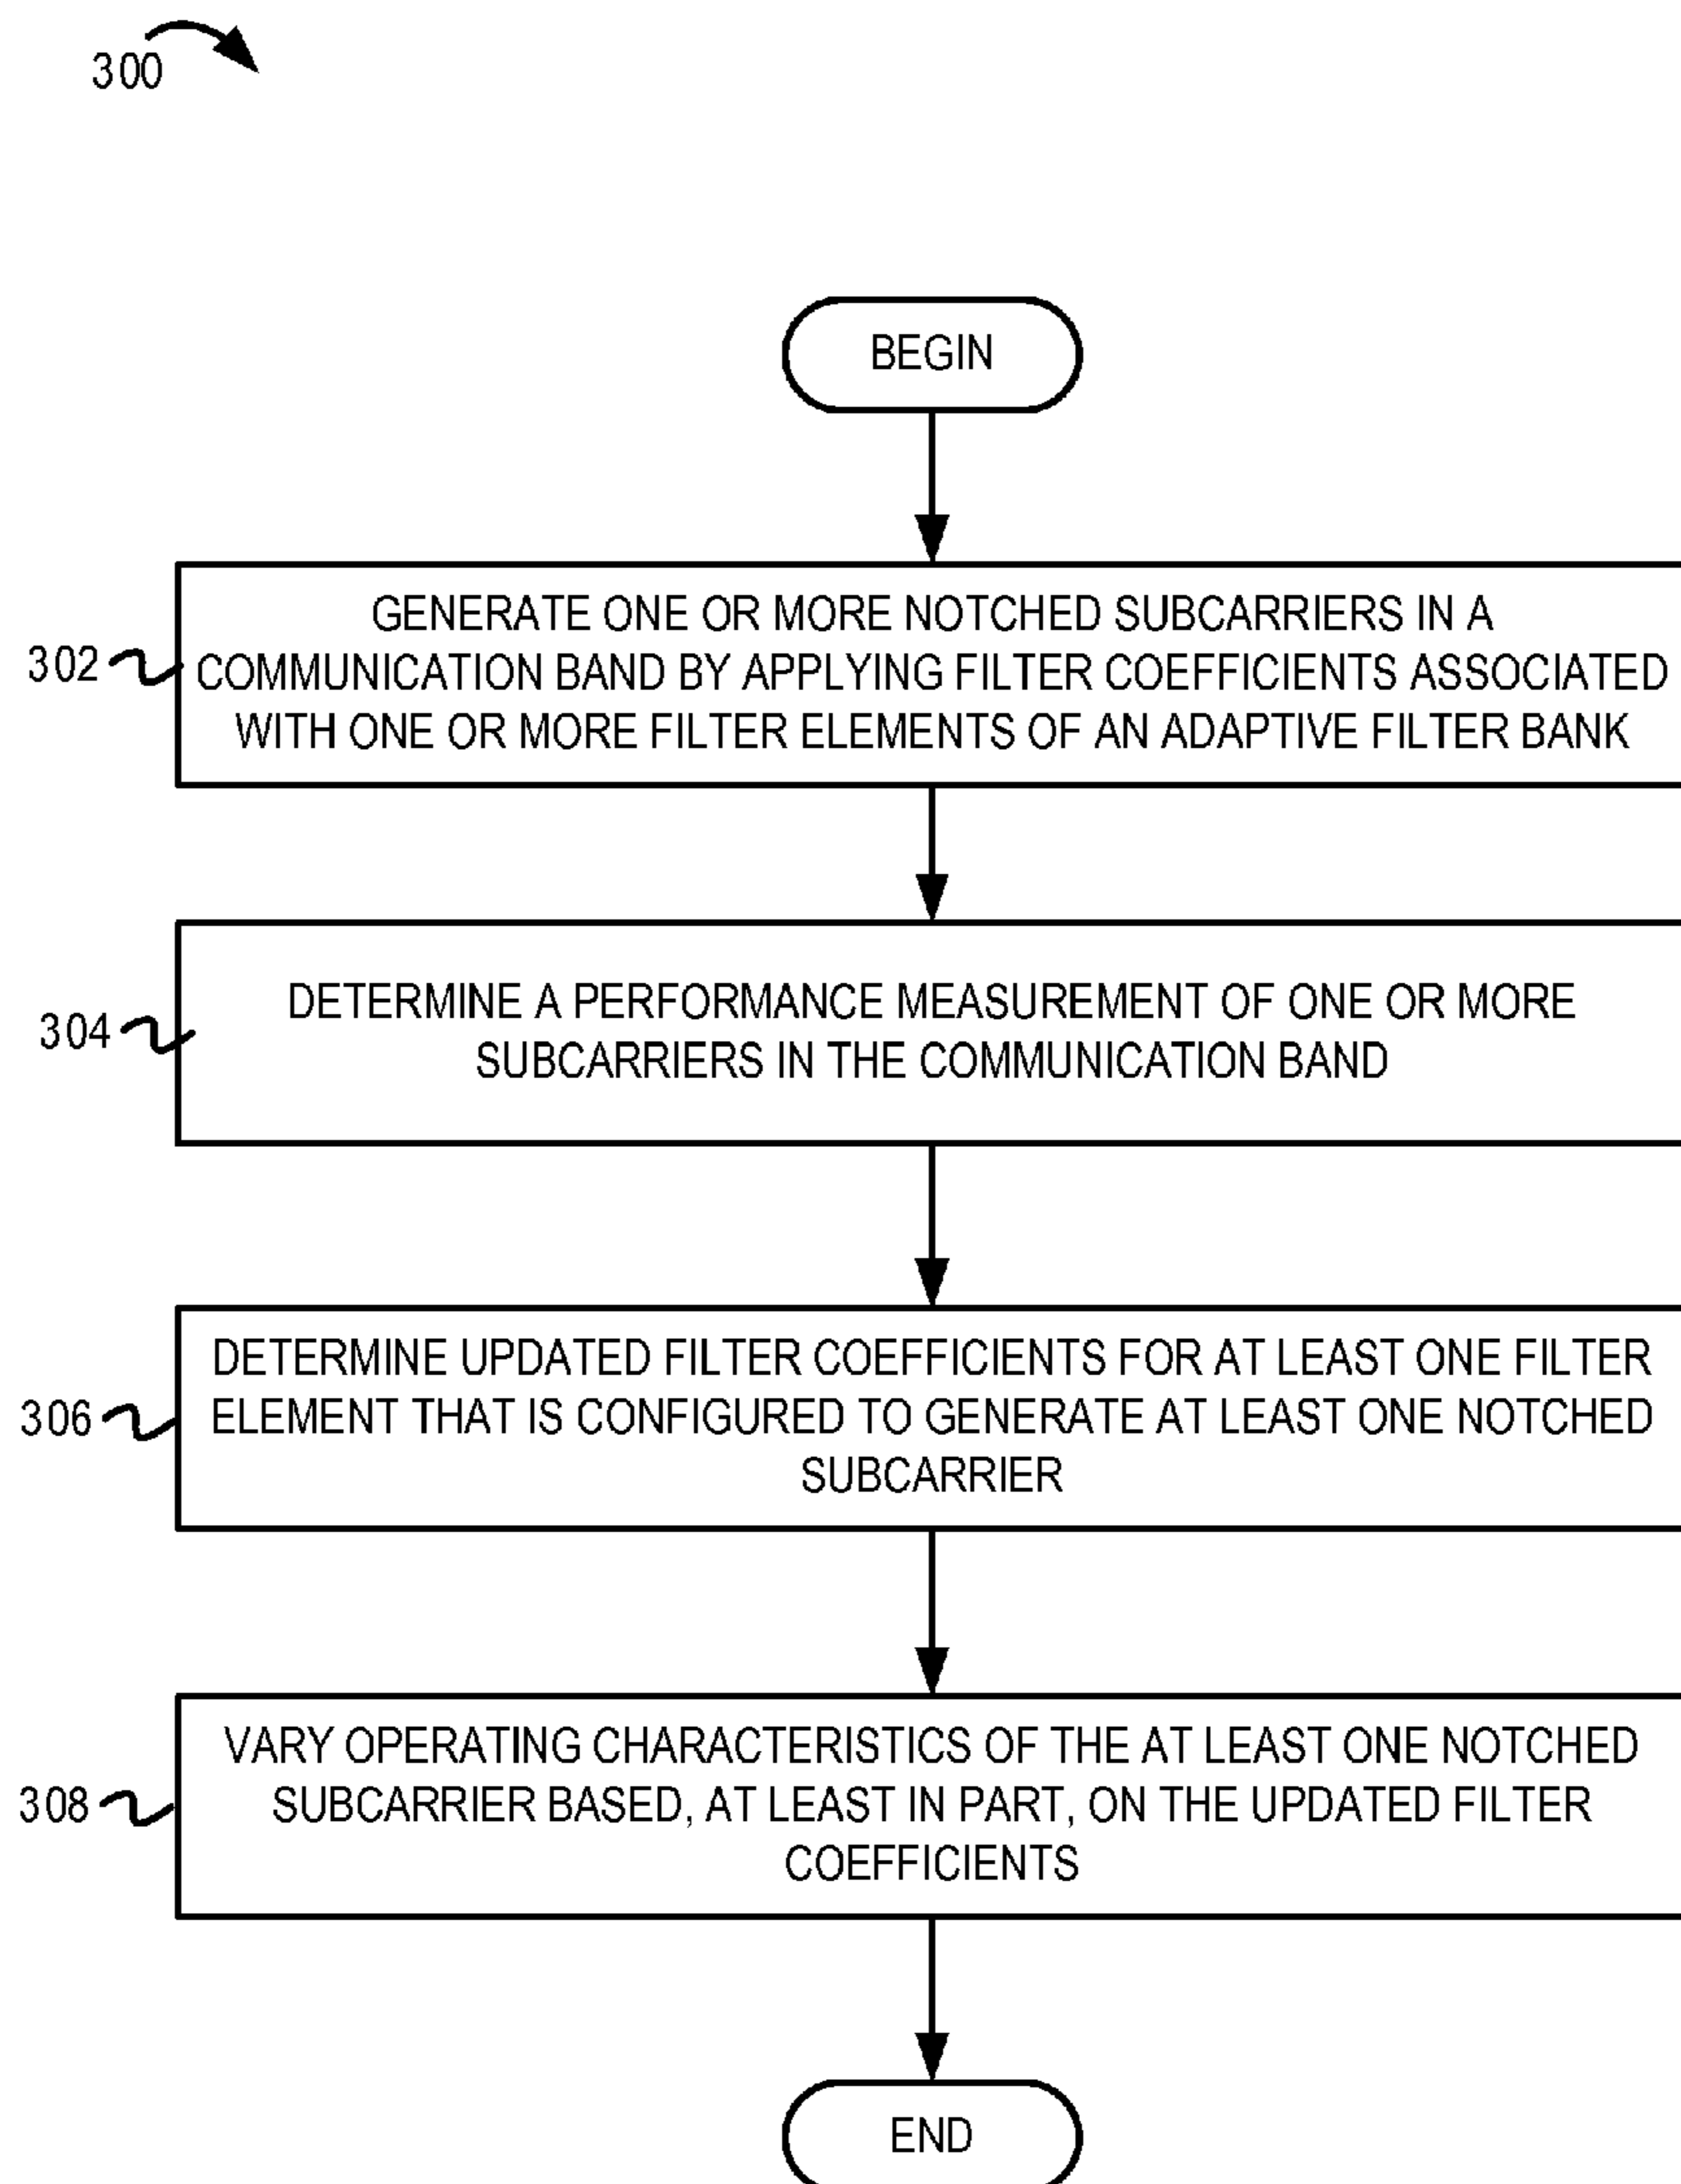 300
BEGIN
302
GENERATE ONE OR MORE NOTCHED SUBCARRIERS IN A
COMMUNICATION BAND BY APPLYING FILTER COEFFICIENTS ASSOCIATED
WITH ONE OR MORE FILTER ELEMENTS OF AN ADAPTIVE FILTER BANK
304
DETERMINE A PERFORMANCE MEASUREMENT OF ONE OR MORE
SUBCARRIERS IN THE COMMUNICATION BAND
306
DETERMINE UPDATED FILTER COEFFICIENTS FOR AT LEAST ONE FILTER
ELEMENT THAT IS CONFIGURED TO GENERATE AT LEAST ONE NOTCHED
SUBCARRIER
308
VARY OPERATING CHARACTERISTICS OF THE AT LEAST ONE NOTCHED
SUBCARRIER BASED, AT LEAST IN PART, ON THE UPDATED FILTER
COEFFICIENTS
END